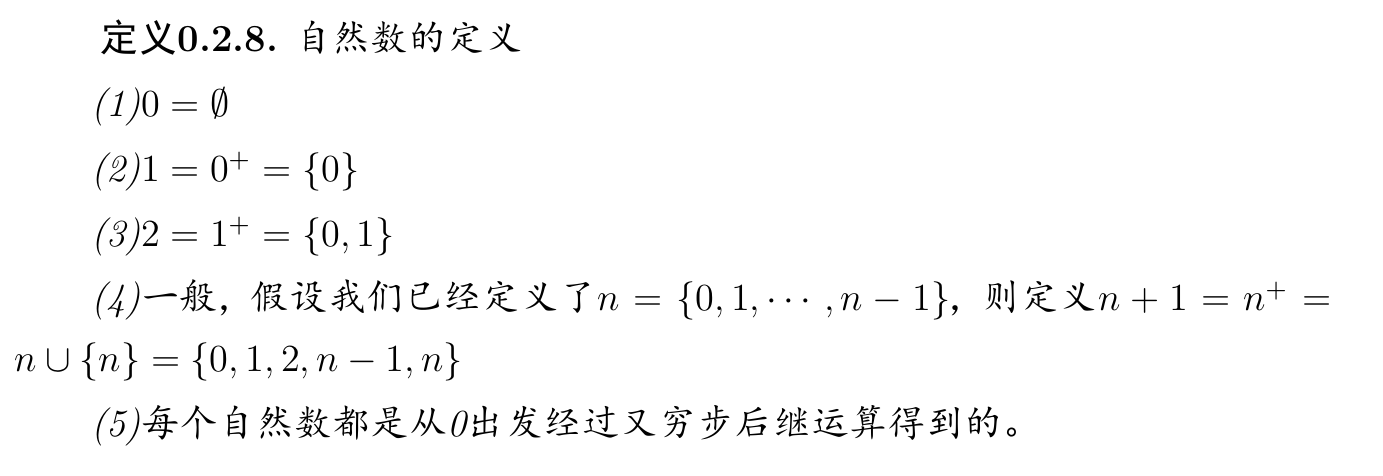 定义0.2.8. 自然数的定义
(1)0 = ∅
(2)1 = 0⁺ = {0}
(3)2 = 1⁺ = {0, 1}
(4)一般，假设我们已经定义了n = {0, 1, · · · , n − 1}，则定义n + 1 = n⁺ =
n ∪ {n} = {0, 1, 2, n − 1, n}
(5)每个自然数都是从0出发经过又穷步后继运算得到的。